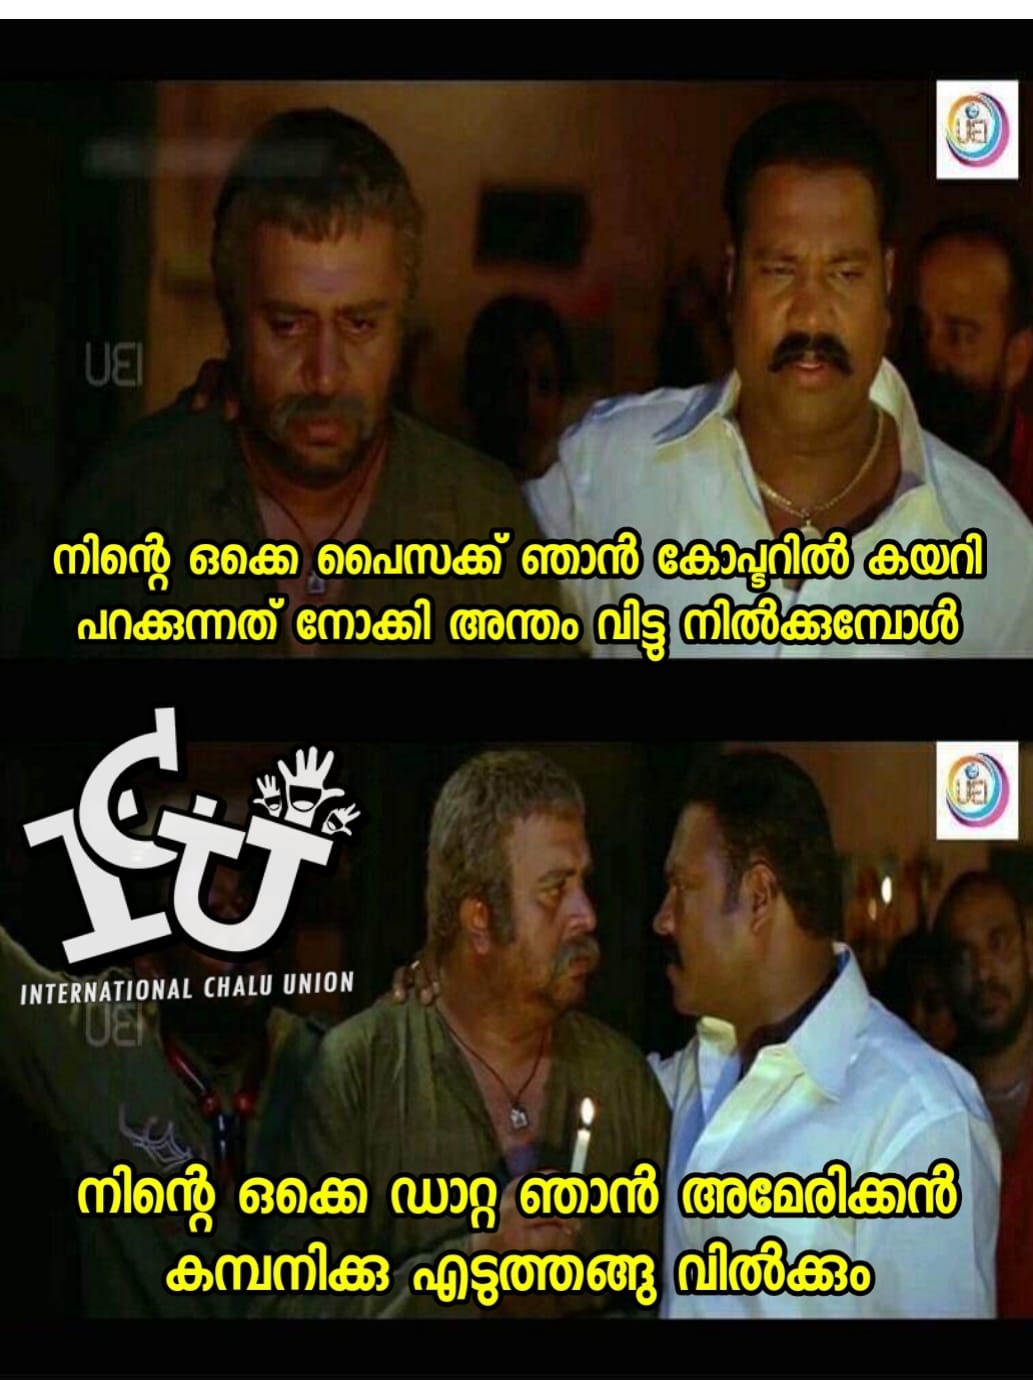 UEI
UEI
നിന്റെ ഒക്കെ പൈസക്ക് ഞാൻ കോപ്ടറിൽ കയറി
പറക്കുന്നത് നോക്കി അന്തം വിട്ടു നിൽക്കുമ്പോൾ
ICU
UEI
INTERNATIONAL CHALU UNION
UEI
നിന്റെ ഒക്കെ ഡാറ്റ ഞാൻ അമേരിക്കൻ
കമ്പനിക്കു എടുത്തങ്ങു വിൽക്കും